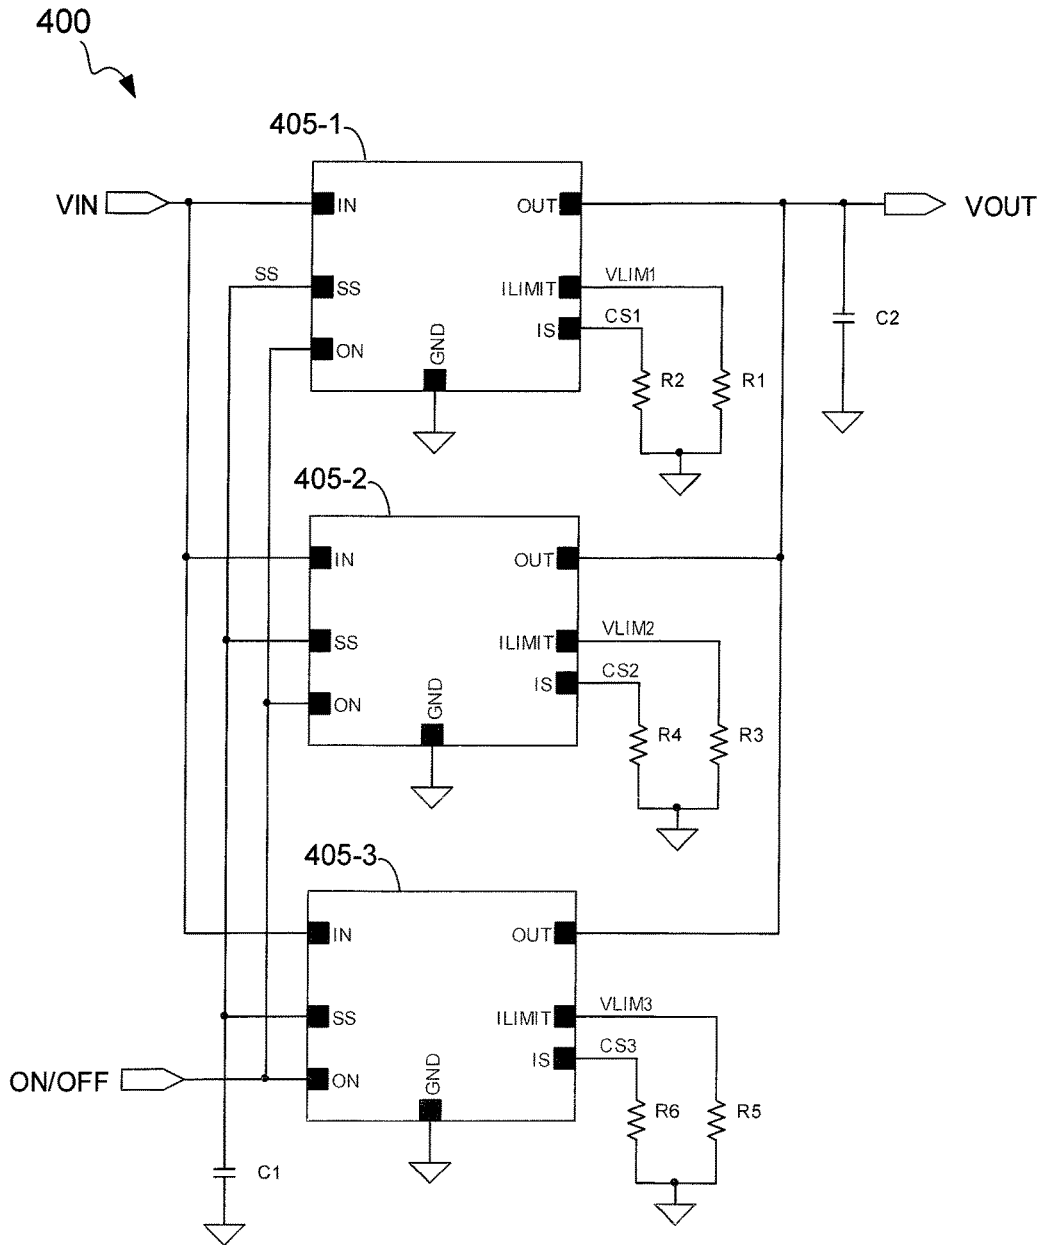 400
405-1
VIN
IN
OUT
VOUT
SS
SS
ILIMIT
VLIM1
IS
CS1
ON
GND
C2
R2
R1
405-2
IN
OUT
SS
ILIMIT
VLIM2
IS
CS2
ON
GND
R4
R3
405-3
IN
OUT
SS
ILIMIT
VLIM3
IS
CS3
ON/OFF
ON
GND
R6
R5
C1